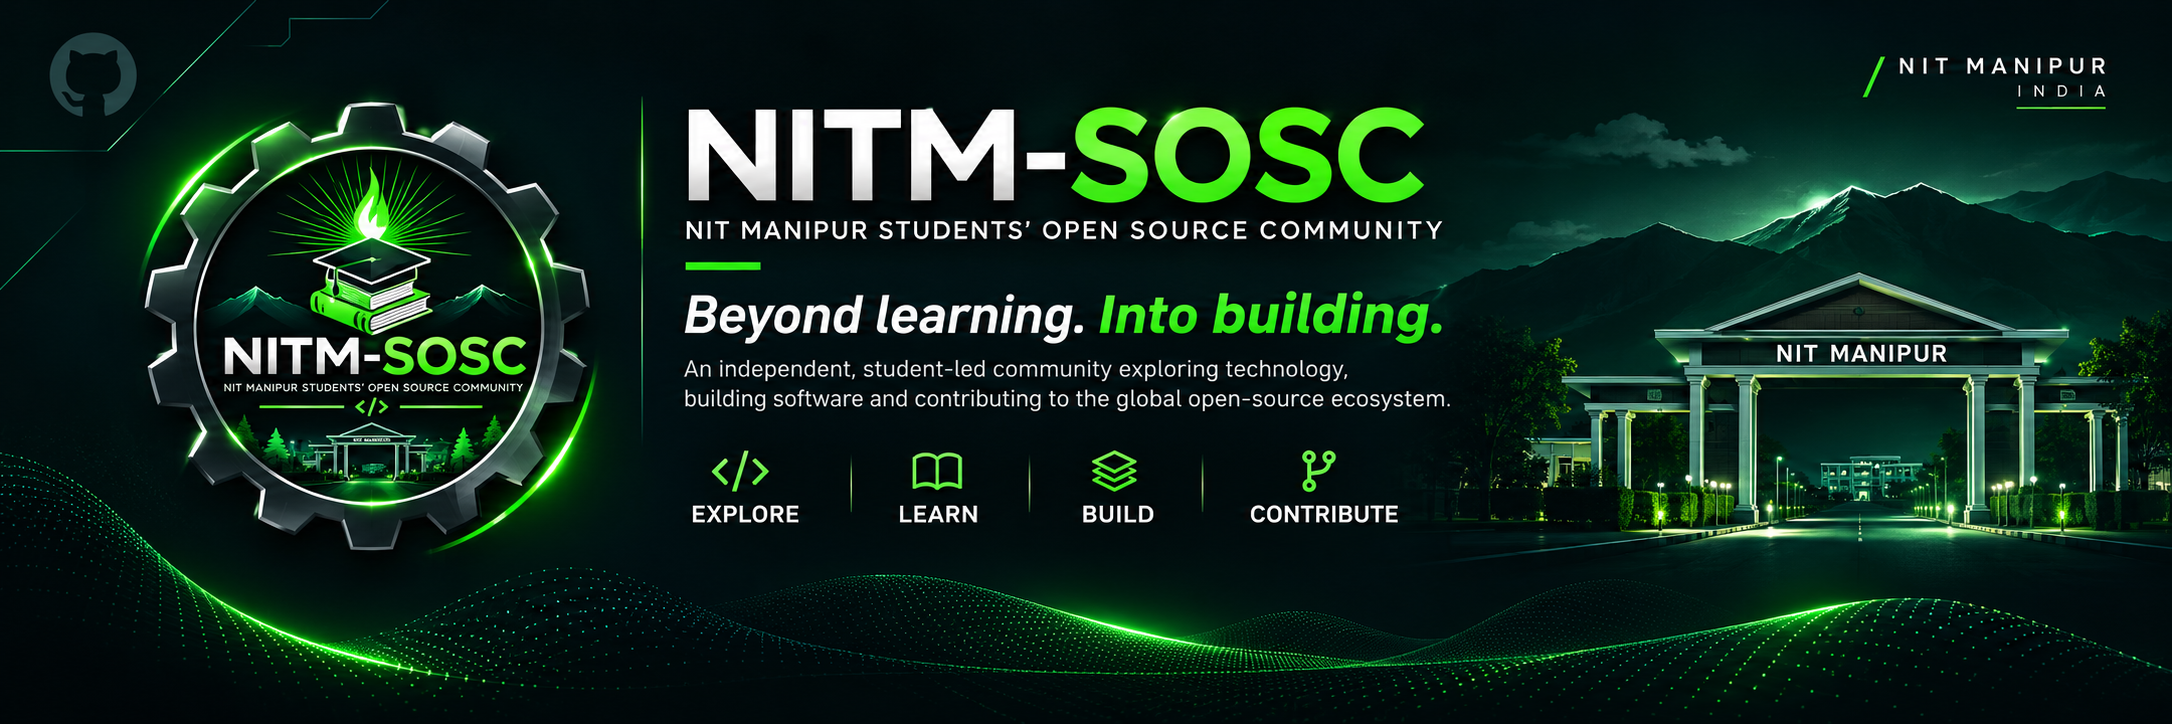 NIT MANIPUR
INDIA
NITM-SOSC
NIT MANIPUR STUDENTS' OPEN SOURCE COMMUNITY
</>
NITM-SOSC
NIT MANIPUR STUDENTS’ OPEN SOURCE COMMUNITY
Beyond learning. Into building.
An independent, student-led community exploring technology,
building software and contributing to the global open-source ecosystem.
</>
EXPLORE
LEARN
BUILD
CONTRIBUTE
NIT MANIPUR